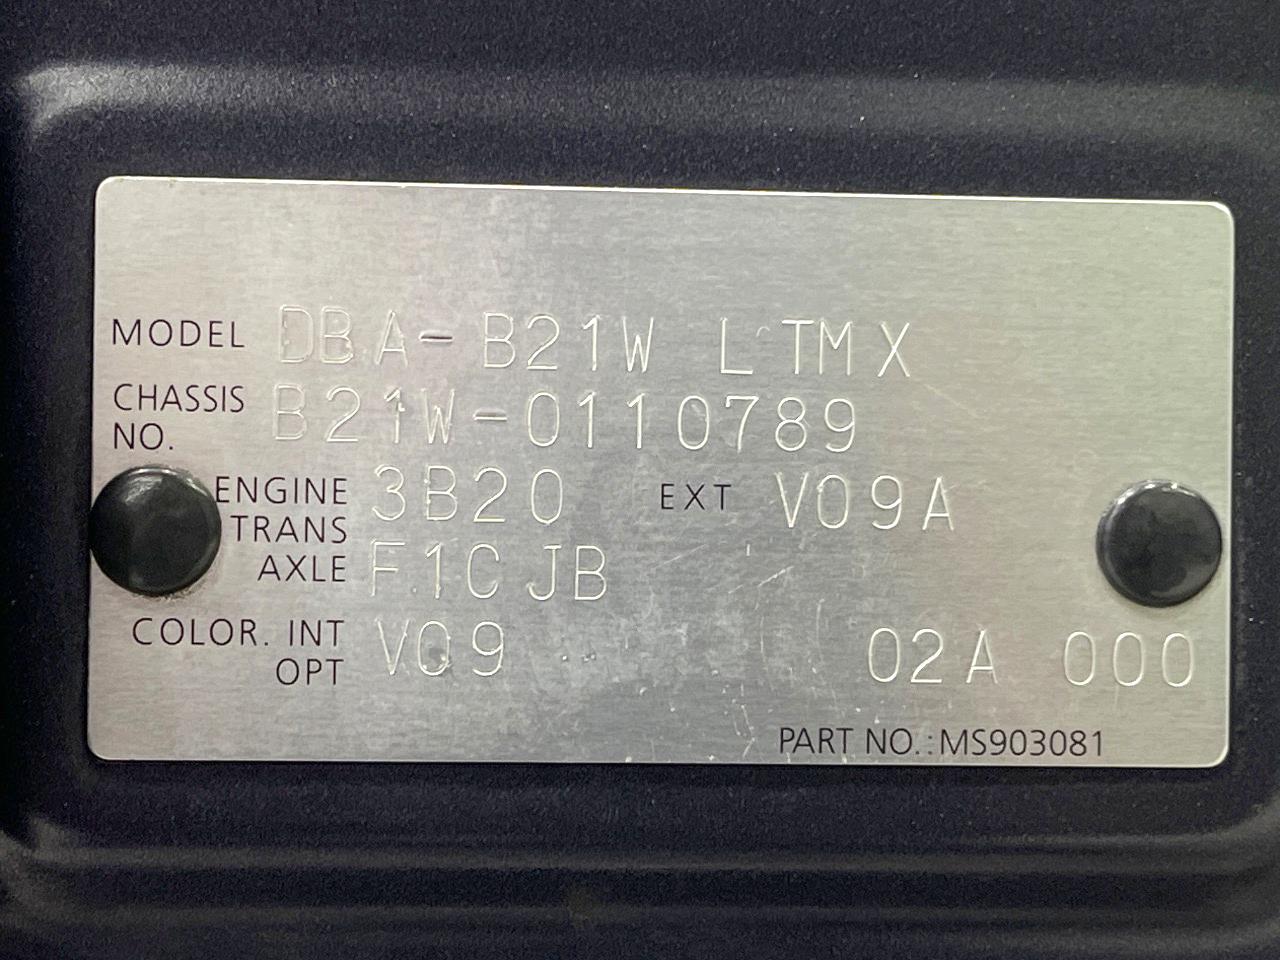 MODEL DBA-B21W LTMX
CHASSIS NO. B21W-0110789
ENGINE 3B20 EXT V09A
TRANS AXLE F1CJB
COLOR. INT OPT V09 02A 000
PART NO.:MS903081